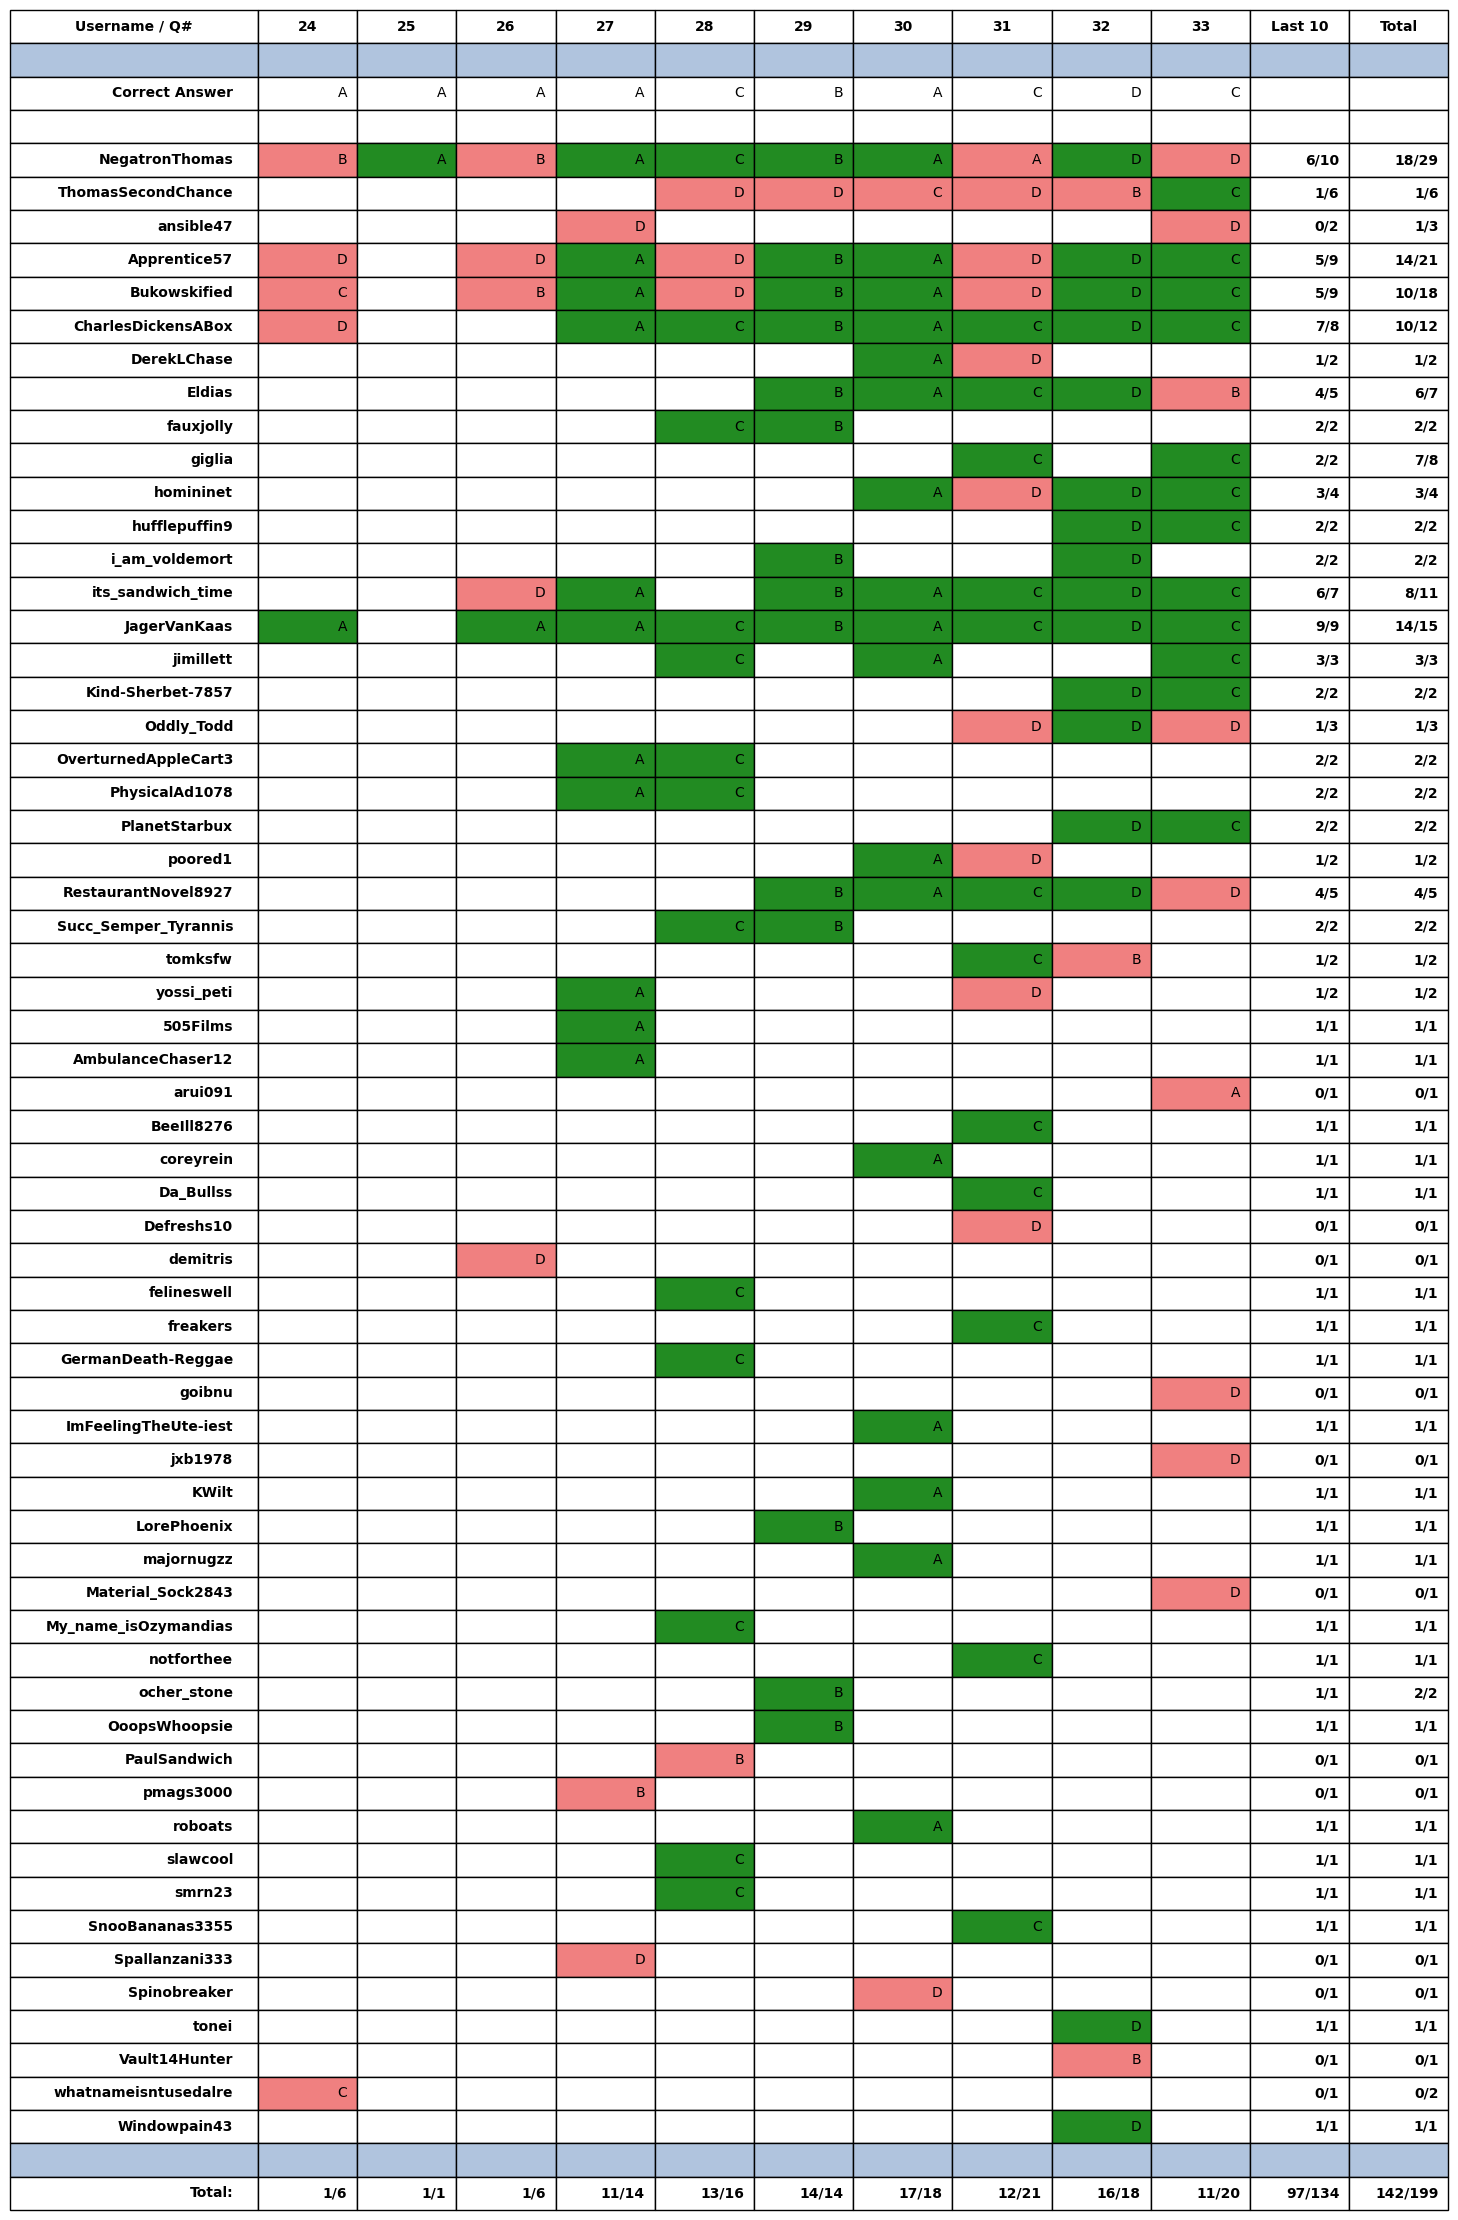 Username / Q# 24 25 26 27 28 29 30 31 32 33 Last 10 Total
Correct Answer A A A A C B A C D C
NegatronThomas B A B A C B A A D D 6/10 18/29
ThomasSecondChance D D C D B C 1/6 1/6
ansible47 D D 0/2 1/3
Apprentice57 D D A D B A D D C 5/9 14/21
Bukowskified C B A D B A D D C 5/9 10/18
CharlesDickensABox D A C B A C D C 7/8 10/12
DerekLChase A D 1/2 1/2
Eldias B A C D B 4/5 6/7
fauxjolly C B 2/2 2/2
giglia C C 2/2 7/8
homininet A D D C 3/4 3/4
hufflepuffin9 D C 2/2 2/2
i_am_voldemort B D 2/2 2/2
its_sandwich_time D A B A C D C 6/7 8/11
JagerVanKaas A A A C B A C D C 9/9 14/15
jimillett C A C 3/3 3/3
Kind-Sherbet-7857 D C 2/2 2/2
Oddly_Todd D D D 1/3 1/3
OverturnedAppleCart3 A C 2/2 2/2
PhysicalAd1078 A C 2/2 2/2
PlanetStarbux D C 2/2 2/2
poored1 A D 1/2 1/2
RestaurantNovel8927 B A C D D 4/5 4/5
Succ_Semper_Tyrannis C B 2/2 2/2
tomksfw C B 1/2 1/2
yossi_peti A D 1/2 1/2
505Films A 1/1 1/1
AmbulanceChaser12 A 1/1 1/1
arui091 A 0/1 0/1
BeeIll8276 C 1/1 1/1
coreyrein A 1/1 1/1
Da_Bullss C 1/1 1/1
Defreshs10 D 0/1 0/1
demitris D 0/1 0/1
felineswell C 1/1 1/1
freakers C 1/1 1/1
GermanDeath-Reggae C 1/1 1/1
goibnu D 0/1 0/1
ImFeelingTheUte-iest A 1/1 1/1
jxb1978 D 0/1 0/1
KWilt A 1/1 1/1
LorePhoenix B 1/1 1/1
majornugzz A 1/1 1/1
Material_Sock2843 D 0/1 0/1
My_name_isOzymandias C 1/1 1/1
notforthee C 1/1 1/1
ocher_stone B 1/1 2/2
OoopsWhoopsie B 1/1 1/1
PaulSandwich B 0/1 0/1
pmags3000 B 0/1 0/1
roboats A 1/1 1/1
slawcool C 1/1 1/1
smrn23 C 1/1 1/1
SnooBananas3355 C 1/1 1/1
Spallanzani333 D 0/1 0/1
Spinobreaker D 0/1 0/1
tonei D 1/1 1/1
Vault14Hunter B 0/1 0/1
whatnameisntusedalre C 0/1 0/2
Windowpain43 D 1/1 1/1
Total: 1/6 1/1 1/6 11/14 13/16 14/14 17/18 12/21 16/18 11/20 97/134 142/199